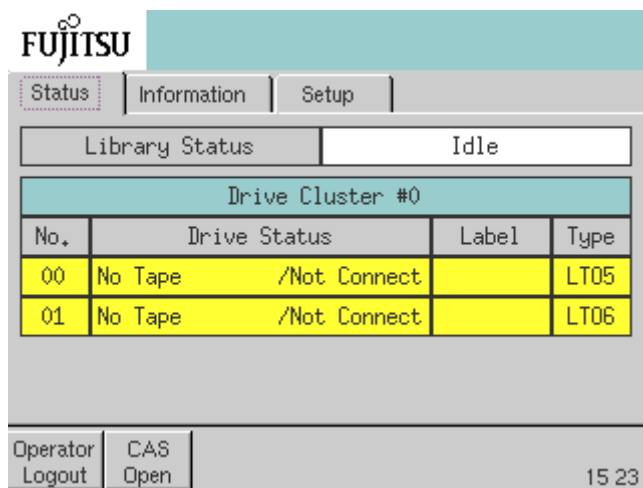 FUJITSU
Status Information Setup
Library Status Idle
Drive Cluster #0
No. Drive Status Label Type
00 No Tape /Not Connect LTO5
01 No Tape /Not Connect LTO6
Operator Logout
CAS Open
15 23